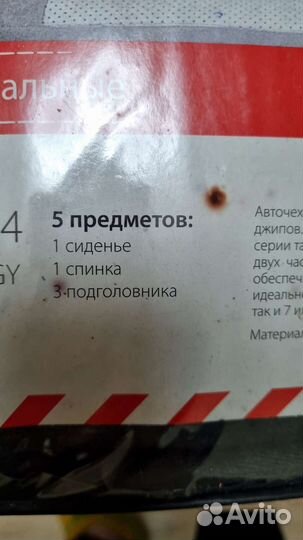 альные
4
GY
5 предметов:
1 сиденье
1 спинка
3 подголовника
Авточех
джипов.
серии та
двух час
обеспеч
идеальн
так и 7 и
Материа
Avito